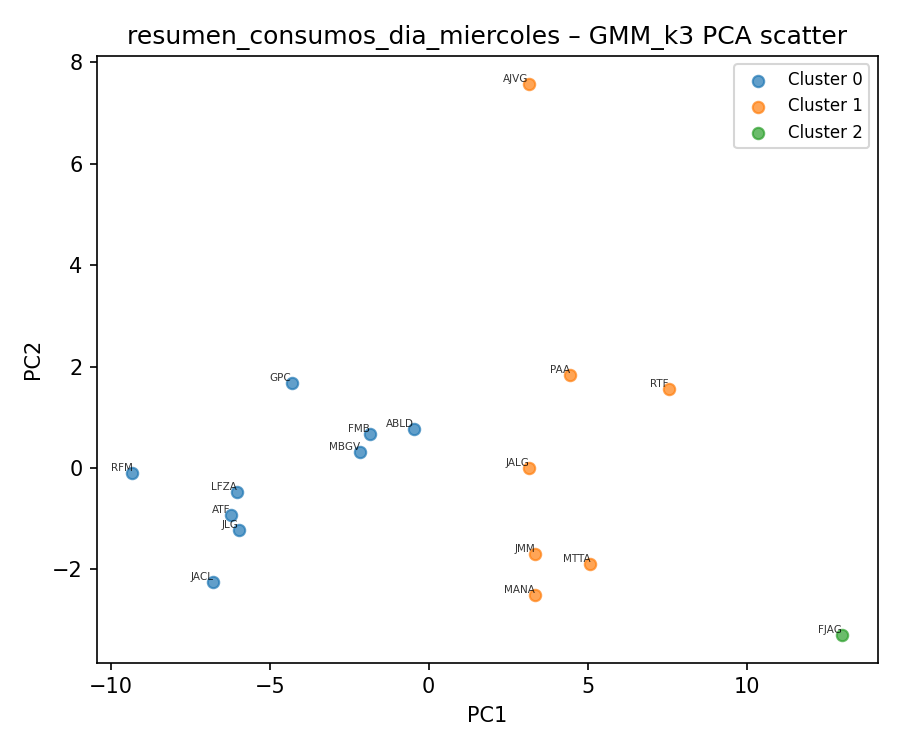 resumen_consumos_dia_miercoles – GMM_k3 PCA scatter
Cluster 0
Cluster 1
Cluster 2
8
6
4
2
0
−2
PC2
AJVG
PAA
RTF
GPC
ABLD
FMB
MBGV
JALG
RFM
LFZA
ATF
JLG
JMM
MTTA
JACL
MANA
FJAG
−10
−5
0
5
10
PC1